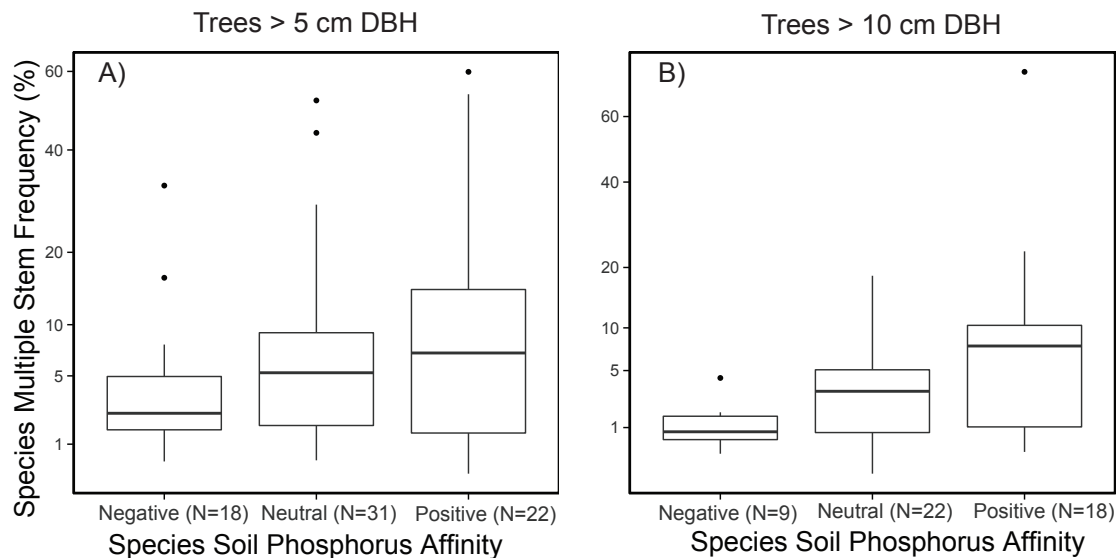 Trees > 5 cm DBH
Trees > 10 cm DBH
Species Multiple Stem Frequency (%)
A)
60
40
20
10
5
1
Negative (N=18)
Neutral (N=31)
Positive (N=22)
Species Soil Phosphorus Affinity
B)
60
40
20
10
5
1
Negative (N=9)
Neutral (N=22)
Positive (N=18)
Species Soil Phosphorus Affinity